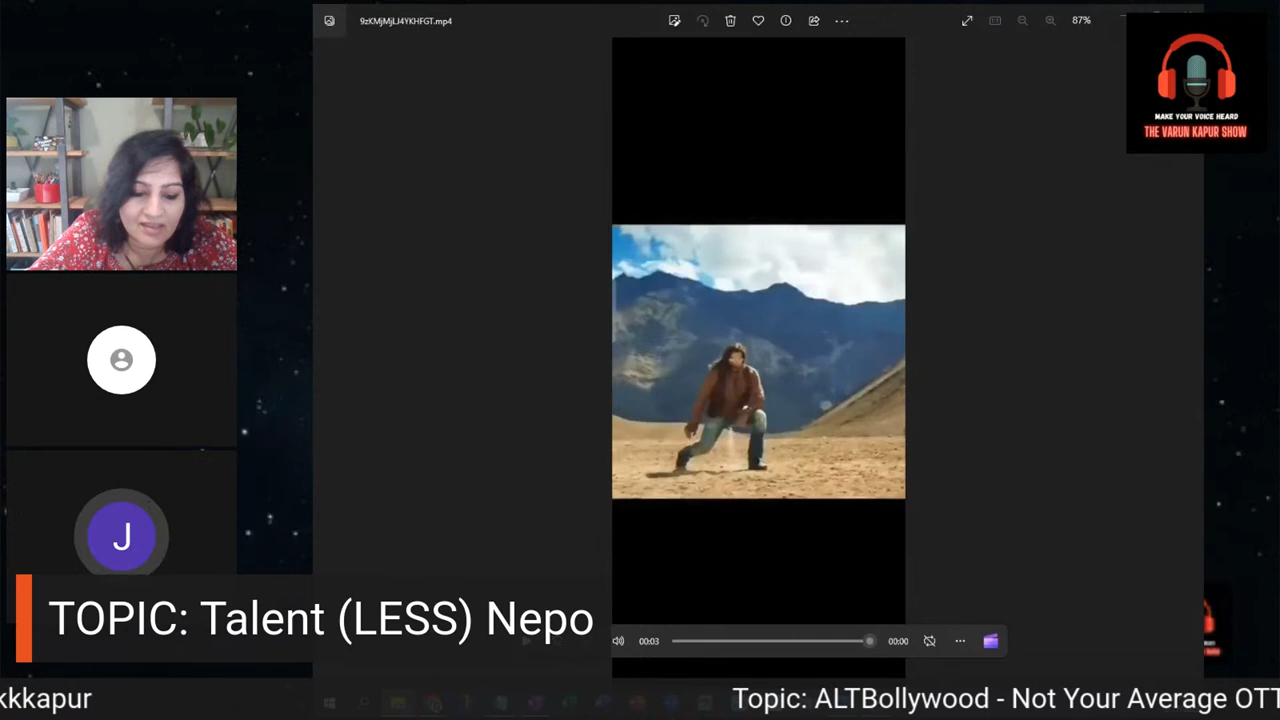 9zKMjMjLJ4YKHFGT.mp4
87%
MAKE YOUR VOICE HEARD
THE VARUN KAPUR SHOW
J
00:03
00:00
TOPIC: Talent (LESS) Nepo
kkkapur
Topic: ALTBollywood - Not Your Average OTT